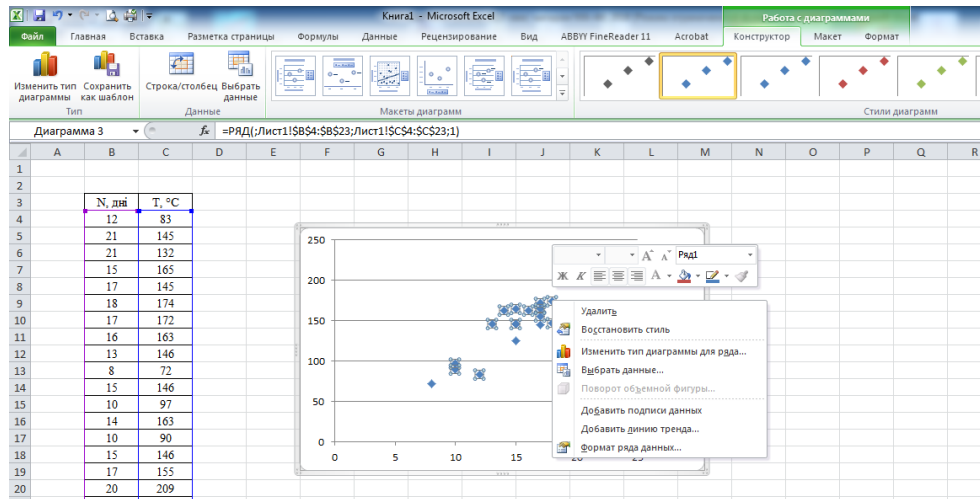 Книга1 - Microsoft Excel
Работа с диаграммами
Файл Главная Вставка Разметка страницы Формулы Данные Рецензирование Вид ABBYY FineReader 11 Acrobat Конструктор Макет Формат
Изменить тип диаграммы
Сохранить как шаблон
Строка/столбец
Выбрать данные
Тип
Данные
Макеты диаграмм
Стили диаграмм
Диаграмма 3
fx =РЯД(;Лист1!$B$4:$B$23;Лист1!$C$4:$C$23;1)
A B C D E F G H I J K L M N O P Q R
1
2
3 N, дні T, °C
4 12 83
5 21 145
6 21 132
7 15 165
8 17 145
9 18 174
10 17 172
11 16 163
12 13 146
13 8 72
14 15 146
15 10 97
16 14 163
17 10 90
18 15 146
19 17 155
20 20 209
250
200
150
100
50
0
0 5 10 15 20 25
A A Ряд1
Ж К A
Удалить
Восстановить стиль
Изменить тип диаграммы для ряда...
Выбрать данные...
Поворот объемной фигуры...
Добавить подписи данных
Добавить линию тренда...
Формат ряда данных...